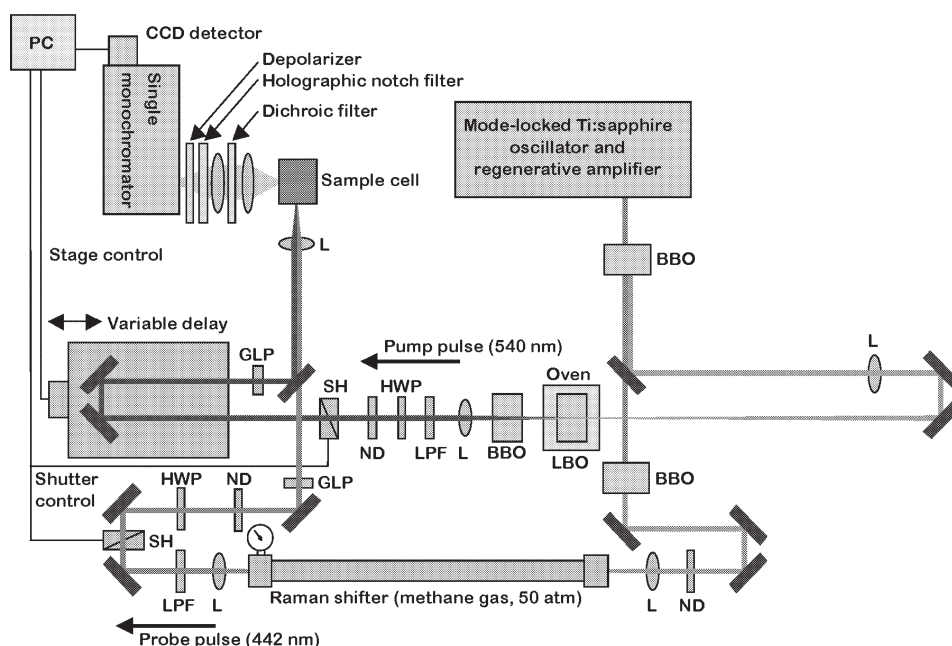 PC
CCD detector
Single
monochromator
Depolarizer
Holographic notch filter
Dichroic filter
Sample cell
Mode-locked Ti:sapphire
oscillator and
regenerative amplifier
L
BBO
Stage control
Variable delay
GLP
Pump pulse (540 nm)
L
SH
HWP
Oven
ND
LPF
L
BBO
LBO
BBO
Shutter
control
HWP
ND
GLP
SH
LPF
L
Raman shifter (methane gas, 50 atm)
L
ND
Probe pulse (442 nm)